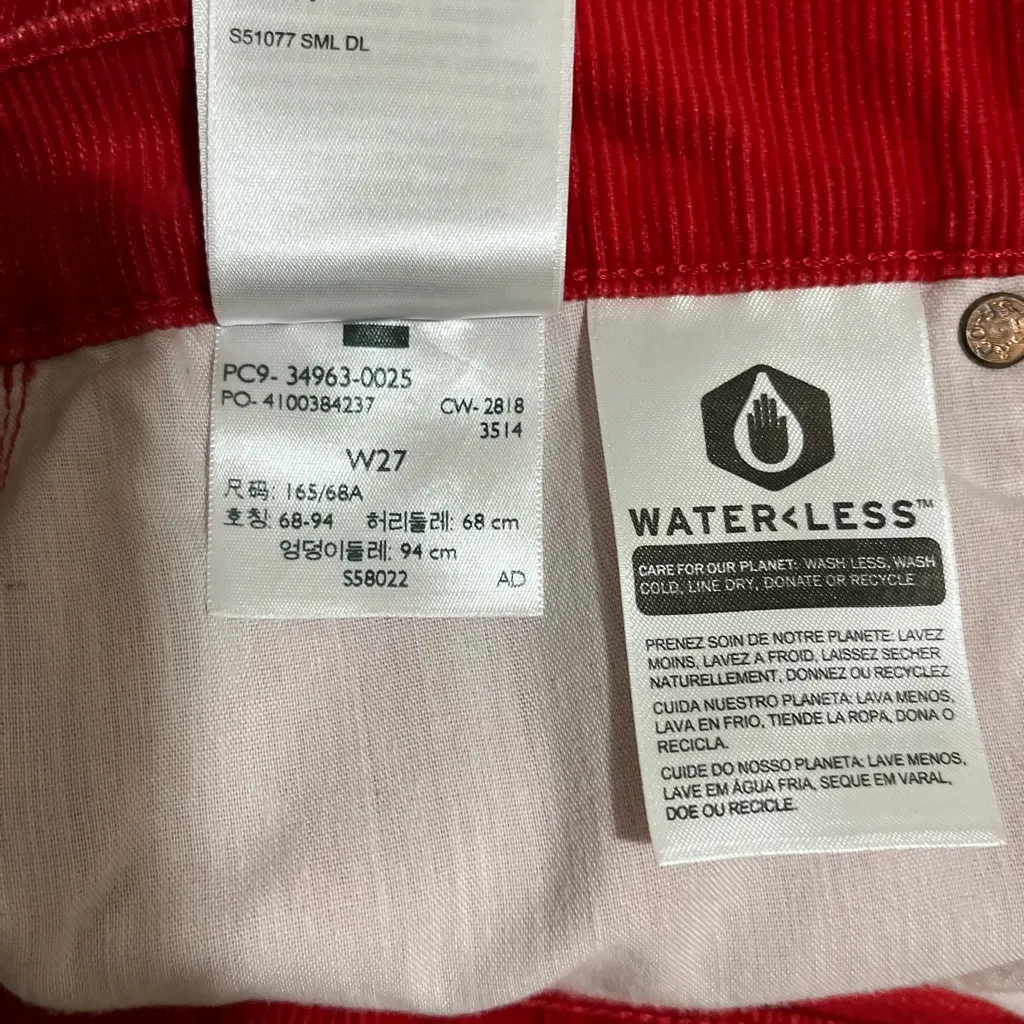 S51077 SML DL
PC9- 34963-0025
PO- 4100384237
CW- 2818
3514
W27
尺码: 165/68A
호칭: 68-94 허리둘레: 68 cm
엉덩이둘레: 94 cm
S58022 AD
WATER<LESS™
CARE FOR OUR PLANET: WASH LESS, WASH
COLD, LINE DRY, DONATE OR RECYCLE
PRENEZ SOIN DE NOTRE PLANETE: LAVEZ
MOINS, LAVEZ A FROID, LAISSEZ SECHER
NATURELLEMENT, DONNEZ OU RECYCLEZ
CUIDA NUESTRO PLANETA: LAVA MENOS,
LAVA EN FRIO, TIENDE LA ROPA, DONA O
RECICLA.
CUIDE DO NOSSO PLANETA: LAVE MENOS,
LAVE EM ÁGUA FRIA, SEQUE EM VARAL,
DOE OU RECICLE.